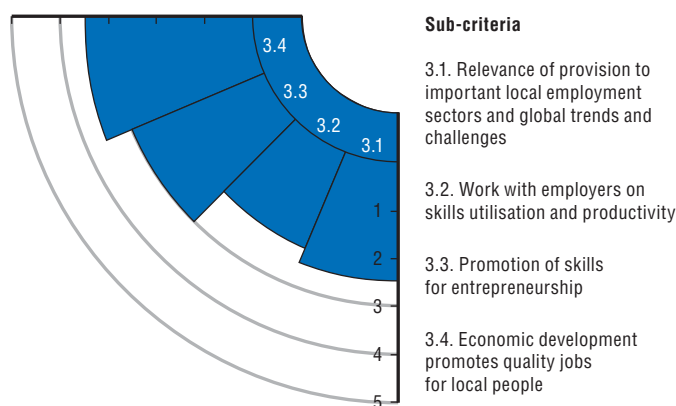 3.4
3.3
3.2
3.1
1
2
3
4
5
Sub-criteria
3.1. Relevance of provision to
important local employment
sectors and global trends and
challenges
3.2. Work with employers on
skills utilisation and productivity
3.3. Promotion of skills
for entrepreneurship
3.4. Economic development
promotes quality jobs
for local people